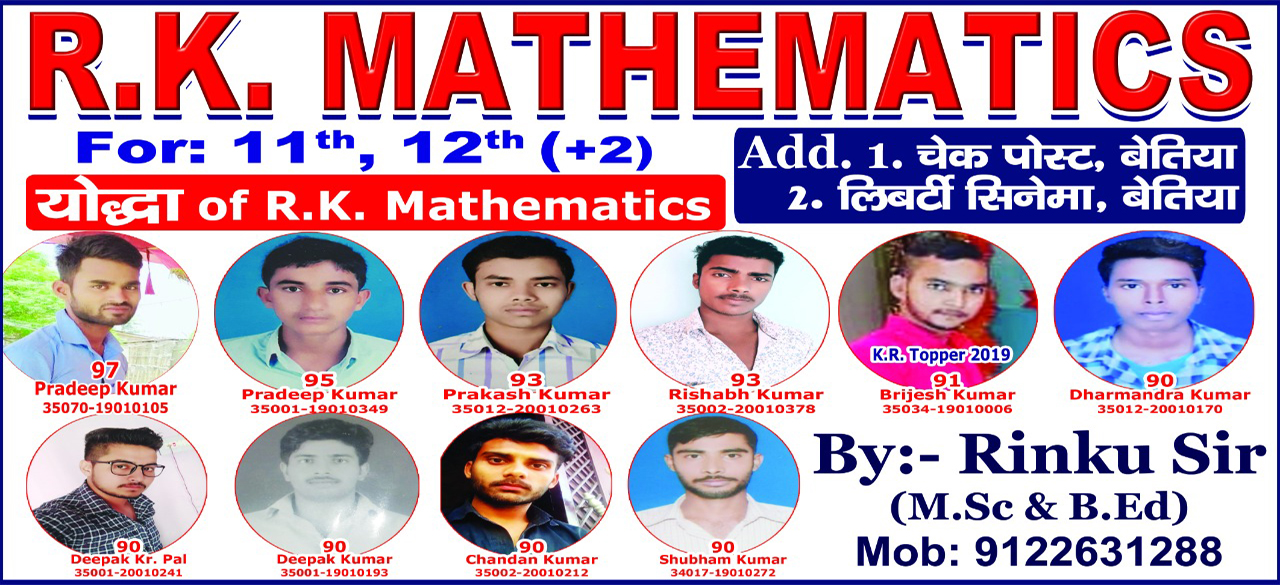 R.K. MATHEMATICS
For: 11th, 12th (+2)
योद्धा of R.K. Mathematics
Add. 1. चेक पोस्ट, बेतिया
2. लिबर्टी सिनेमा, बेतिया
97
Pradeep Kumar
35070-19010105
95
Pradeep Kumar
35001-19010349
93
Prakash Kumar
35012-20010263
93
Rishabh Kumar
35002-20010378
K.R. Topper 2019
91
Brijesh Kumar
35034-19010006
90
Dharmandra Kumar
35012-20010170
90
Deepak Kr. Pal
35001-20010241
90
Deepak Kumar
35001-19010193
90
Chandan Kumar
35002-20010212
90
Shubham Kumar
34017-19010272
By:- Rinku Sir
(M.Sc & B.Ed)
Mob: 9122631288